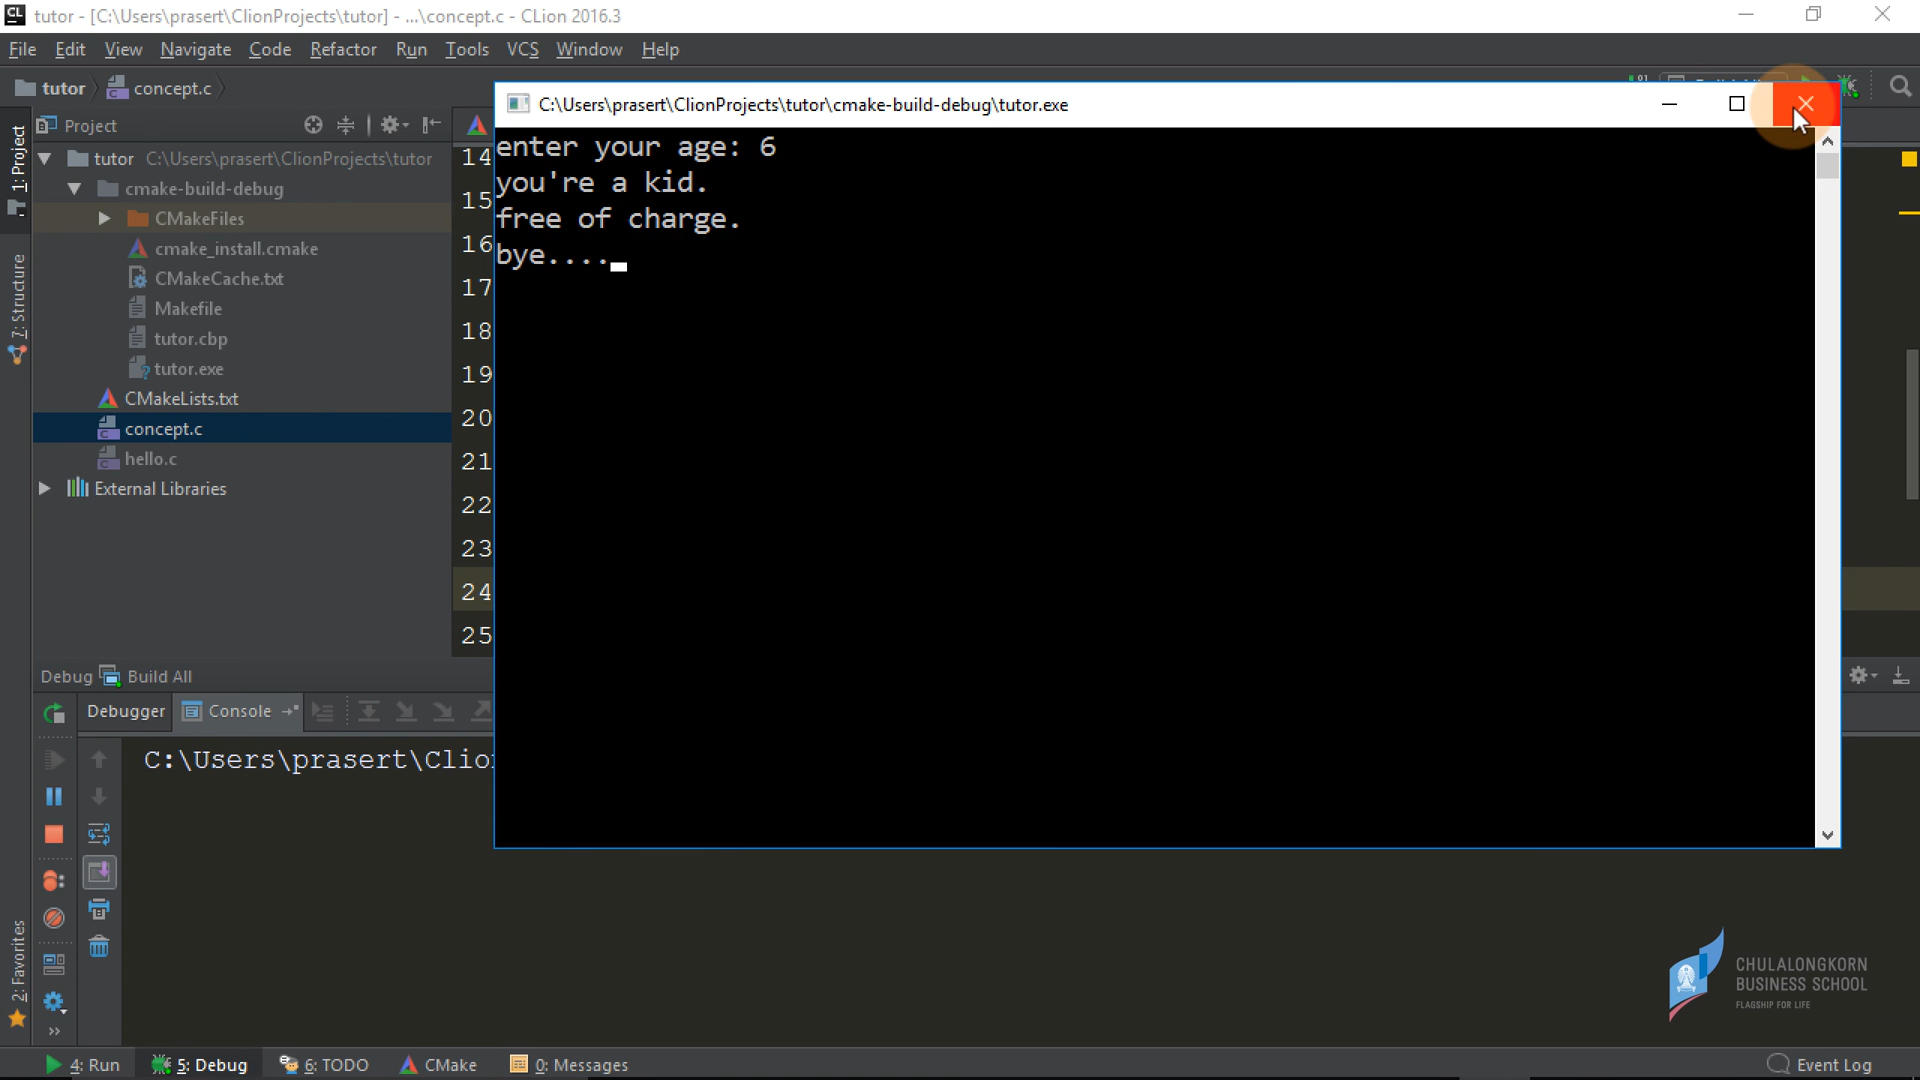 tutor - [C:\Users\prasert\ClionProjects\tutor] - ...\concept.c - CLion 2016.3
File Edit View Navigate Code Refactor Run Tools VCS Window Help
tutor concept.c
C:\Users\prasert\ClionProjects\tutor\cmake-build-debug\tutor.exe
Project
1: Project
7: Structure
2: Favorites
tutor C:\Users\prasert\ClionProjects\tutor
cmake-build-debug
CMakeFiles
cmake_install.cmake
CMakeCache.txt
Makefile
tutor.cbp
tutor.exe
CMakeLists.txt
concept.c
hello.c
External Libraries
14
15
16
17
18
19
20
21
22
23
24
25
enter your age: 6
you're a kid.
free of charge.
bye....
Debug Build All
Debugger Console
C:\Users\prasert\Clio
CHULALONGKORN
BUSINESS SCHOOL
FLAGSHIP FOR LIFE
4: Run 5: Debug 6: TODO CMake 0: Messages Event Log